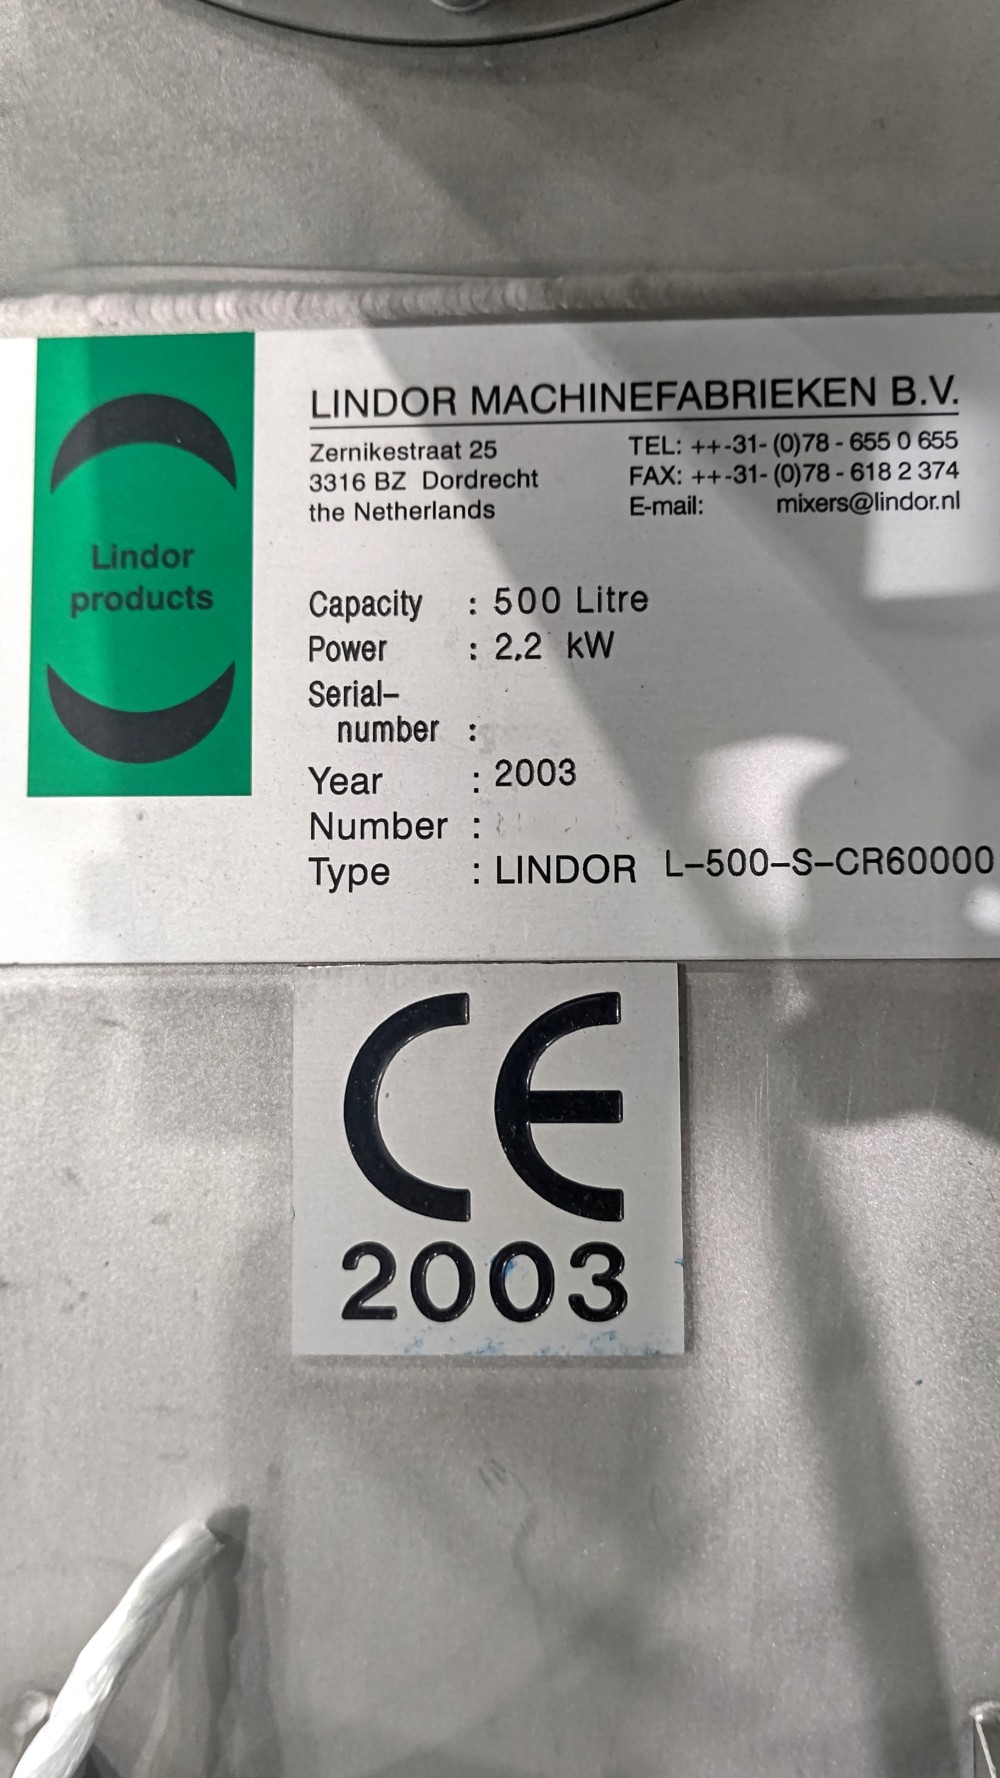 LINDOR MACHINEFABRIEKEN B.V.
Zernikestraat 25
3316 BZ Dordrecht
the Netherlands
TEL: ++-31-(0)78 - 655 0 655
FAX: ++-31-(0)78 - 618 2 374
E-mail: mixers@lindor.nl
Lindor
products
Capacity : 500 Litre
Power : 2.2 kW
Serial-
number :
Year : 2003
Number :
Type : LINDOR L-500-S-CR60000
CE
2003